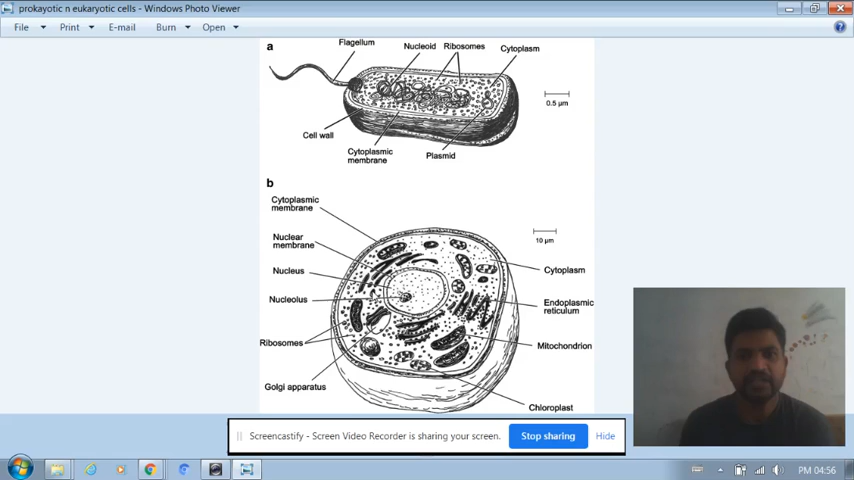 prokayotic n eukaryotic cells - Windows Photo Viewer
File Print E-mail Burn Open
a
Flagellum Nucleoid Ribosomes Cytoplasm
0.5 µm
Cell wall
Cytoplasmic
membrane
Plasmid
b
Cytoplasmic
membrane
10 µm
Nuclear
membrane
Nucleus
Cytoplasm
Nucleolus
Endoplasmic
reticulum
Ribosomes
Mitochondrion
Golgi apparatus
Chloroplast
Screencastify - Screen Video Recorder is sharing your screen. Stop sharing Hide
PM 04:56